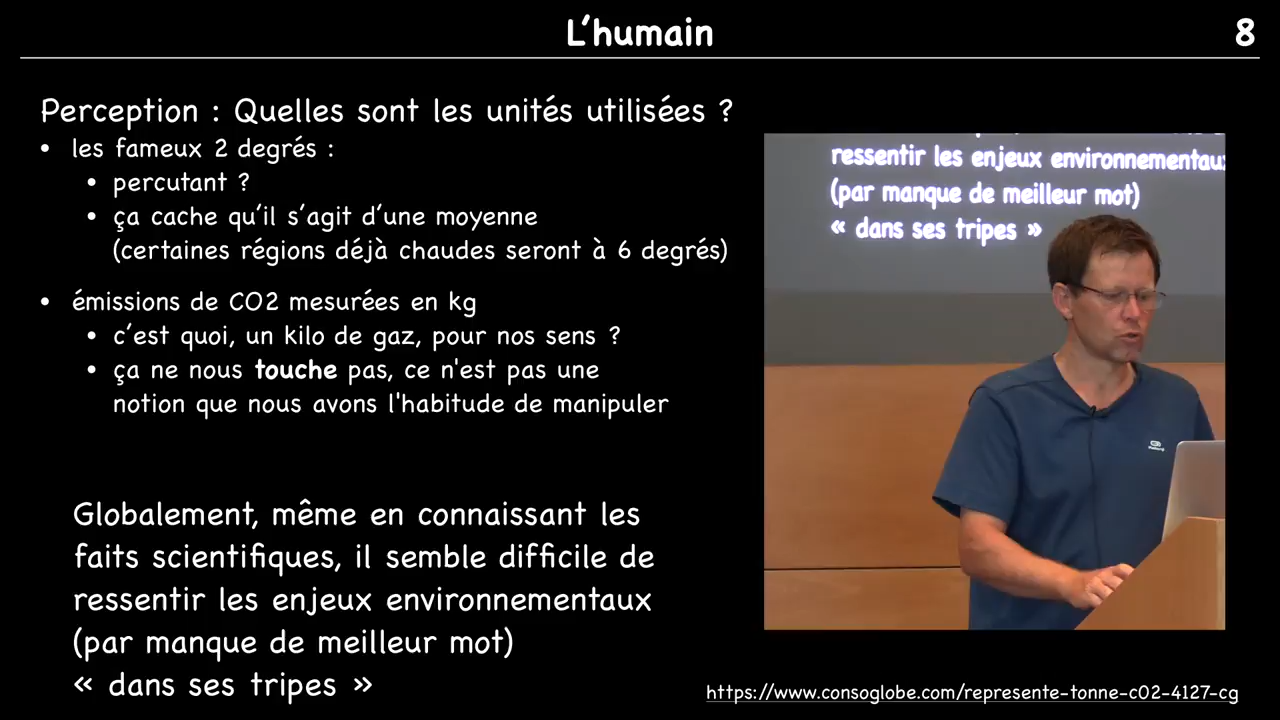 L’humain
8
Perception : Quelles sont les unités utilisées ?
• les fameux 2 degrés :
• percutant ?
• ça cache qu’il s’agit d’une moyenne
(certaines régions déjà chaudes seront à 6 degrés)
• émissions de CO2 mesurées en kg
• c’est quoi, un kilo de gaz, pour nos sens ?
• ça ne nous touche pas, ce n'est pas une
notion que nous avons l'habitude de manipuler
Globalement, même en connaissant les
faits scientifiques, il semble difficile de
ressentir les enjeux environnementaux
(par manque de meilleur mot)
« dans ses tripes »
ressentir les enjeux environnementaux
(par manque de meilleur mot)
« dans ses tripes »
https://www.consoglobe.com/represente-tonne-c02-4127-cg